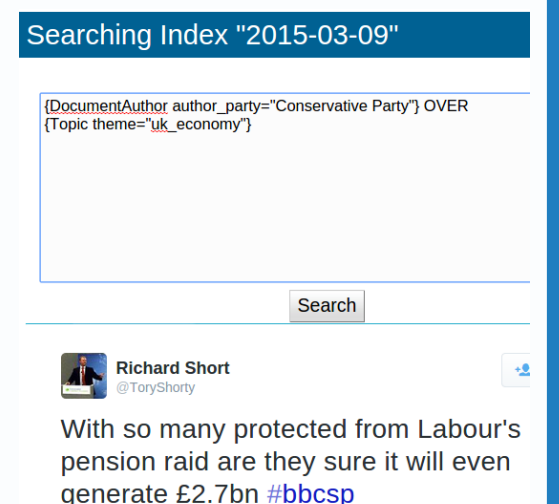 Searching Index "2015-03-09"
{DocumentAuthor author_party="Conservative Party"} OVER
{Topic theme="uk_economy"}
Search
Richard Short
@ToryShorty
With so many protected from Labour's
pension raid are they sure it will even
generate £2.7bn #bbcsp